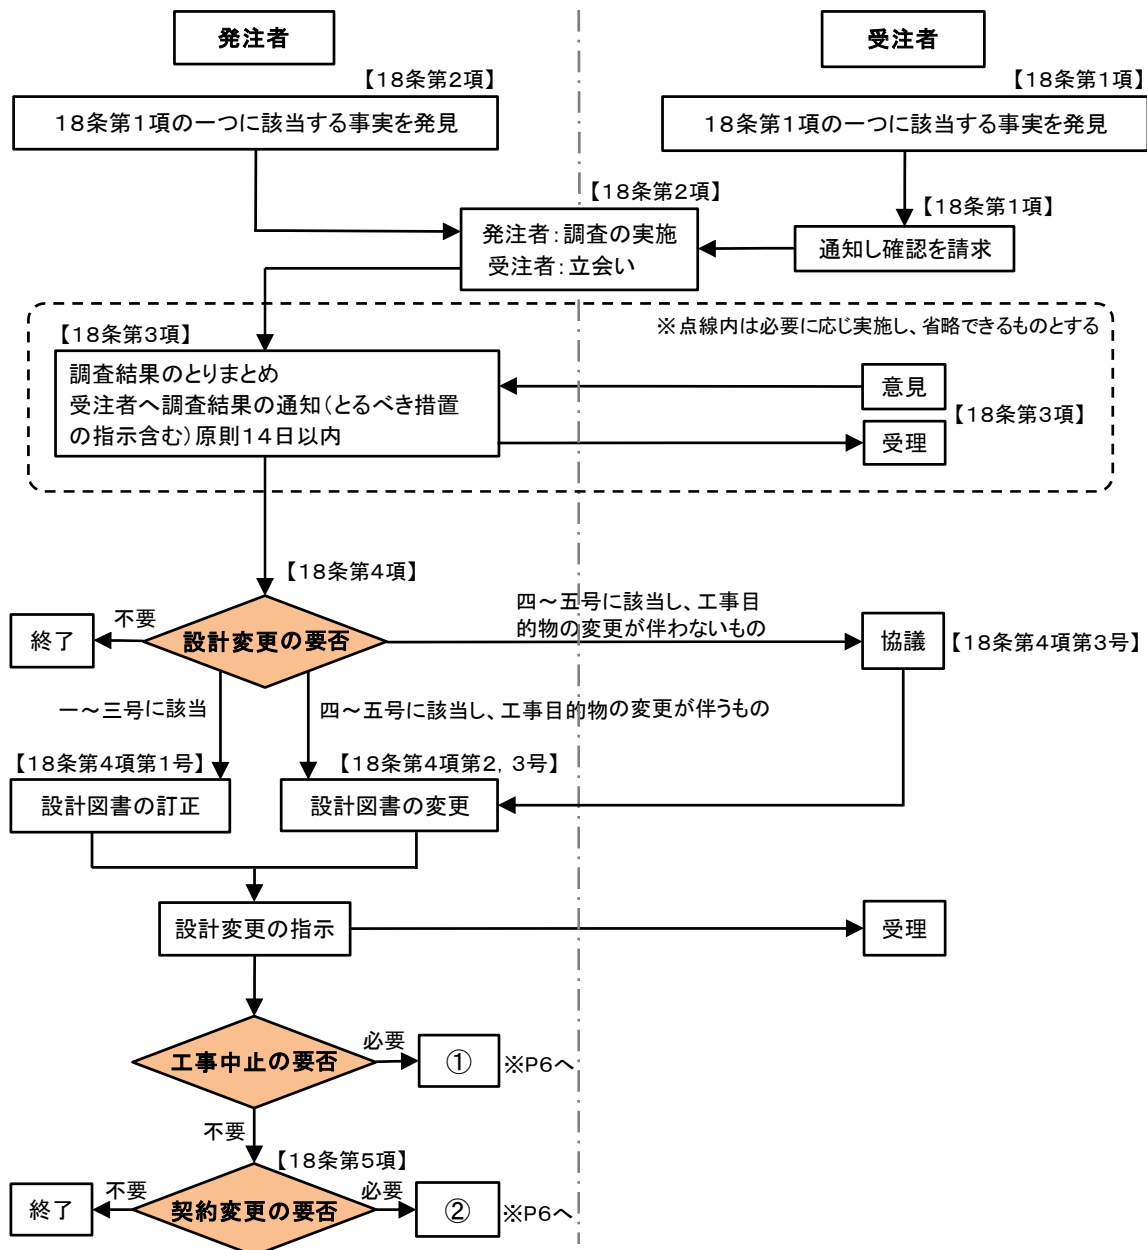 発注者
受注者
【18条第2項】
【18条第1項】
18条第1項の一つに該当する事実を発見
18条第1項の一つに該当する事実を発見
【18条第2項】
【18条第1項】
発注者：調査の実施
受注者：立会い
通知し確認を請求
※点線内は必要に応じ実施し、省略できるものとする
【18条第3項】
調査結果のとりまとめ
受注者へ調査結果の通知（とるべき措置
の指示含む）原則14日以内
意見
【18条第3項】
受理
【18条第4項】
不要
終了
設計変更の要否
四～五号に該当し、工事目
的物の変更が伴わないもの
協議
【18条第4項第3号】
一～三号に該当
四～五号に該当し、工事目的物の変更が伴うもの
【18条第4項第1号】
【18条第4項第2，3号】
設計図書の訂正
設計図書の変更
設計変更の指示
受理
工事中止の要否
必要
①
※P6へ
不要
【18条第5項】
終了
不要
契約変更の要否
必要
②
※P6へ